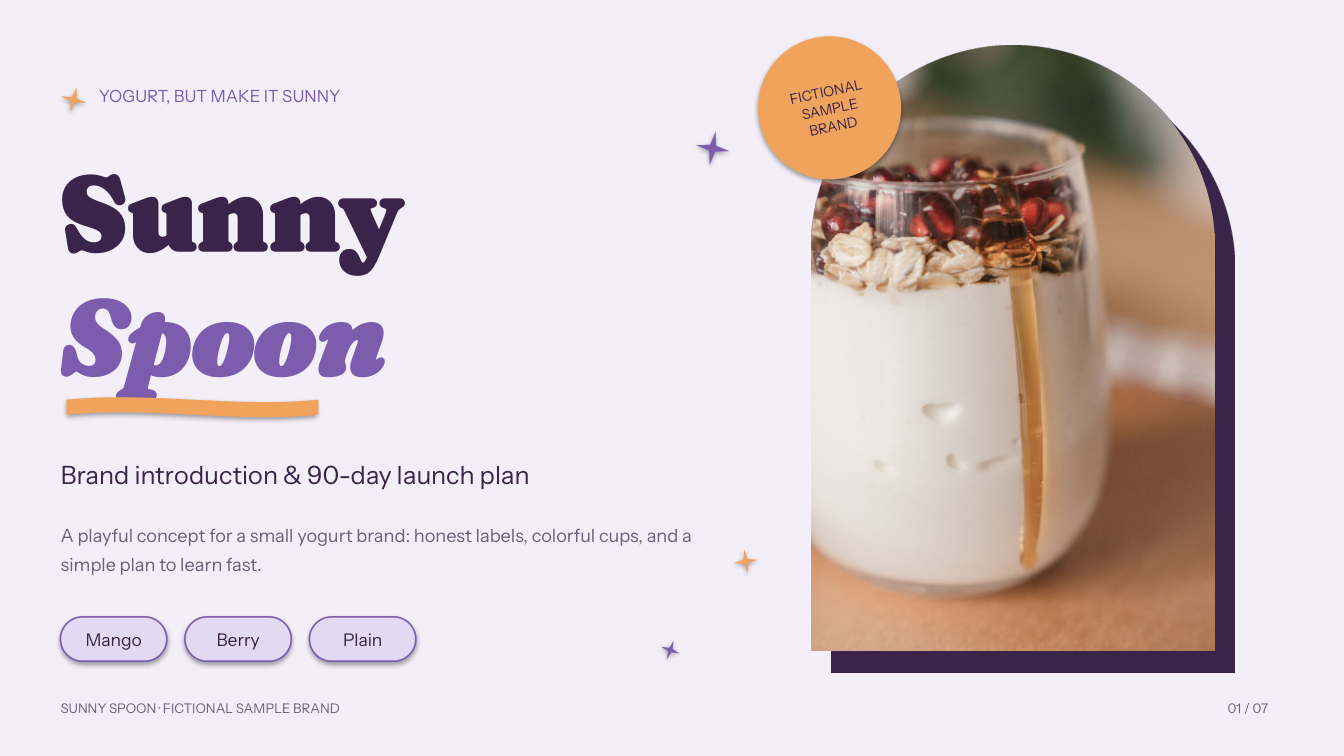 YOGURT, BUT MAKE IT SUNNY
FICTIONAL
SAMPLE
BRAND
Sunny
Spoon
Brand introduction & 90-day launch plan
A playful concept for a small yogurt brand: honest labels, colorful cups, and a
simple plan to learn fast.
Mango
Berry
Plain
SUNNY SPOON · FICTIONAL SAMPLE BRAND
01 / 07